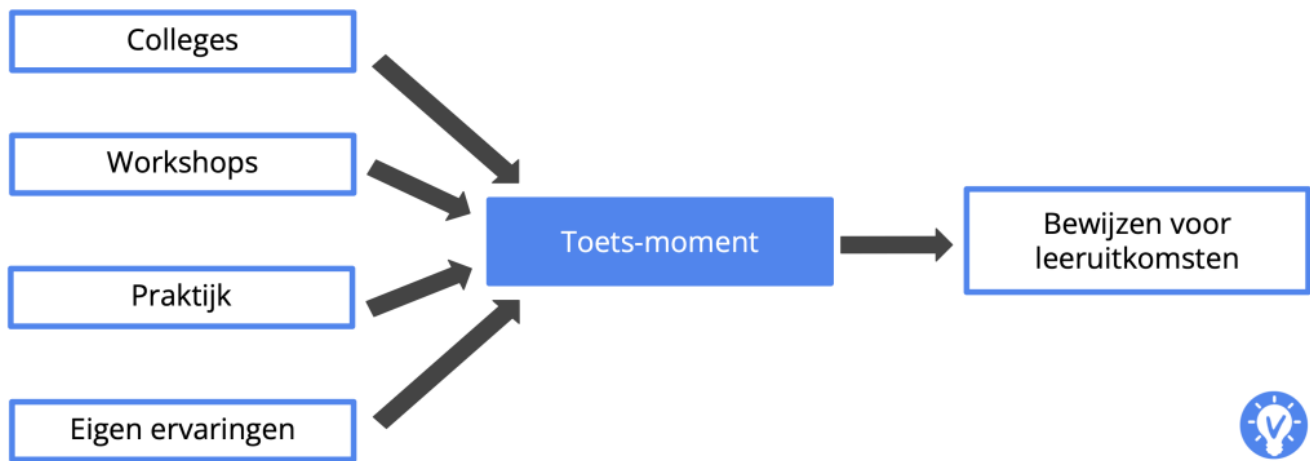 Colleges
Workshops
Praktijk
Eigen ervaringen
Toets-moment
Bewijzen voor
leeruitkomsten